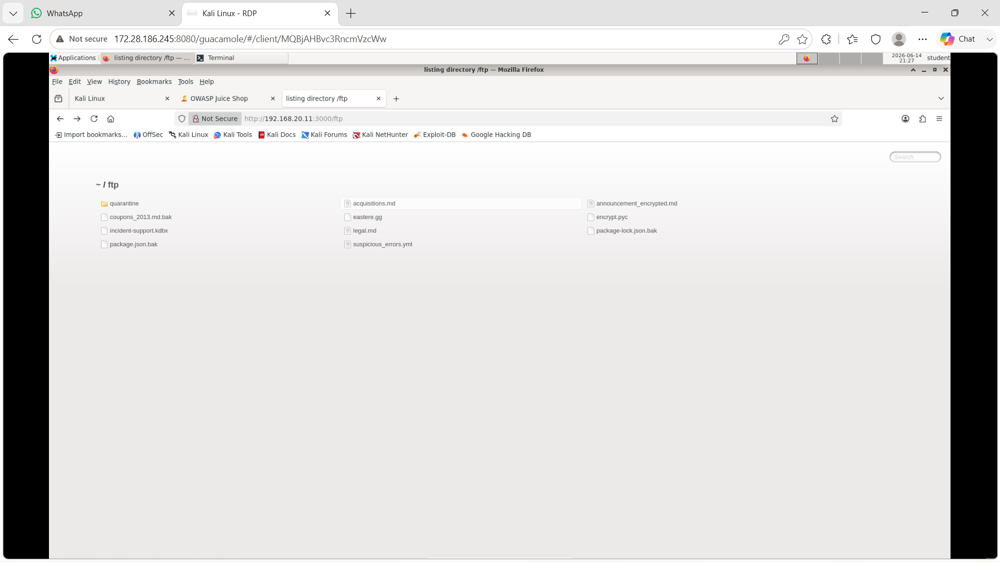 WhatsApp
Kali Linux - RDP
Not secure 172.28.186.245:8080/guacamole/#/client/MQBjAHBvc3RncmVzcWw
Chat
Applications
listing directory /ftp — ...
Terminal
2026-06-14
21:27
student
listing directory /ftp — Mozilla Firefox
File Edit View History Bookmarks Tools Help
Kali Linux
OWASP Juice Shop
listing directory /ftp
Not Secure http://192.168.20.11:3000/ftp
Import bookmarks... OffSec Kali Linux Kali Tools Kali Docs Kali Forums Kali NetHunter Exploit-DB Google Hacking DB
Search
~ / ftp
quarantine acquisitions.md announcement_encrypted.md
coupons_2013.md.bak eastere.gg encrypt.pyc
incident-support.kdbx legal.md package-lock.json.bak
package.json.bak suspicious_errors.yml